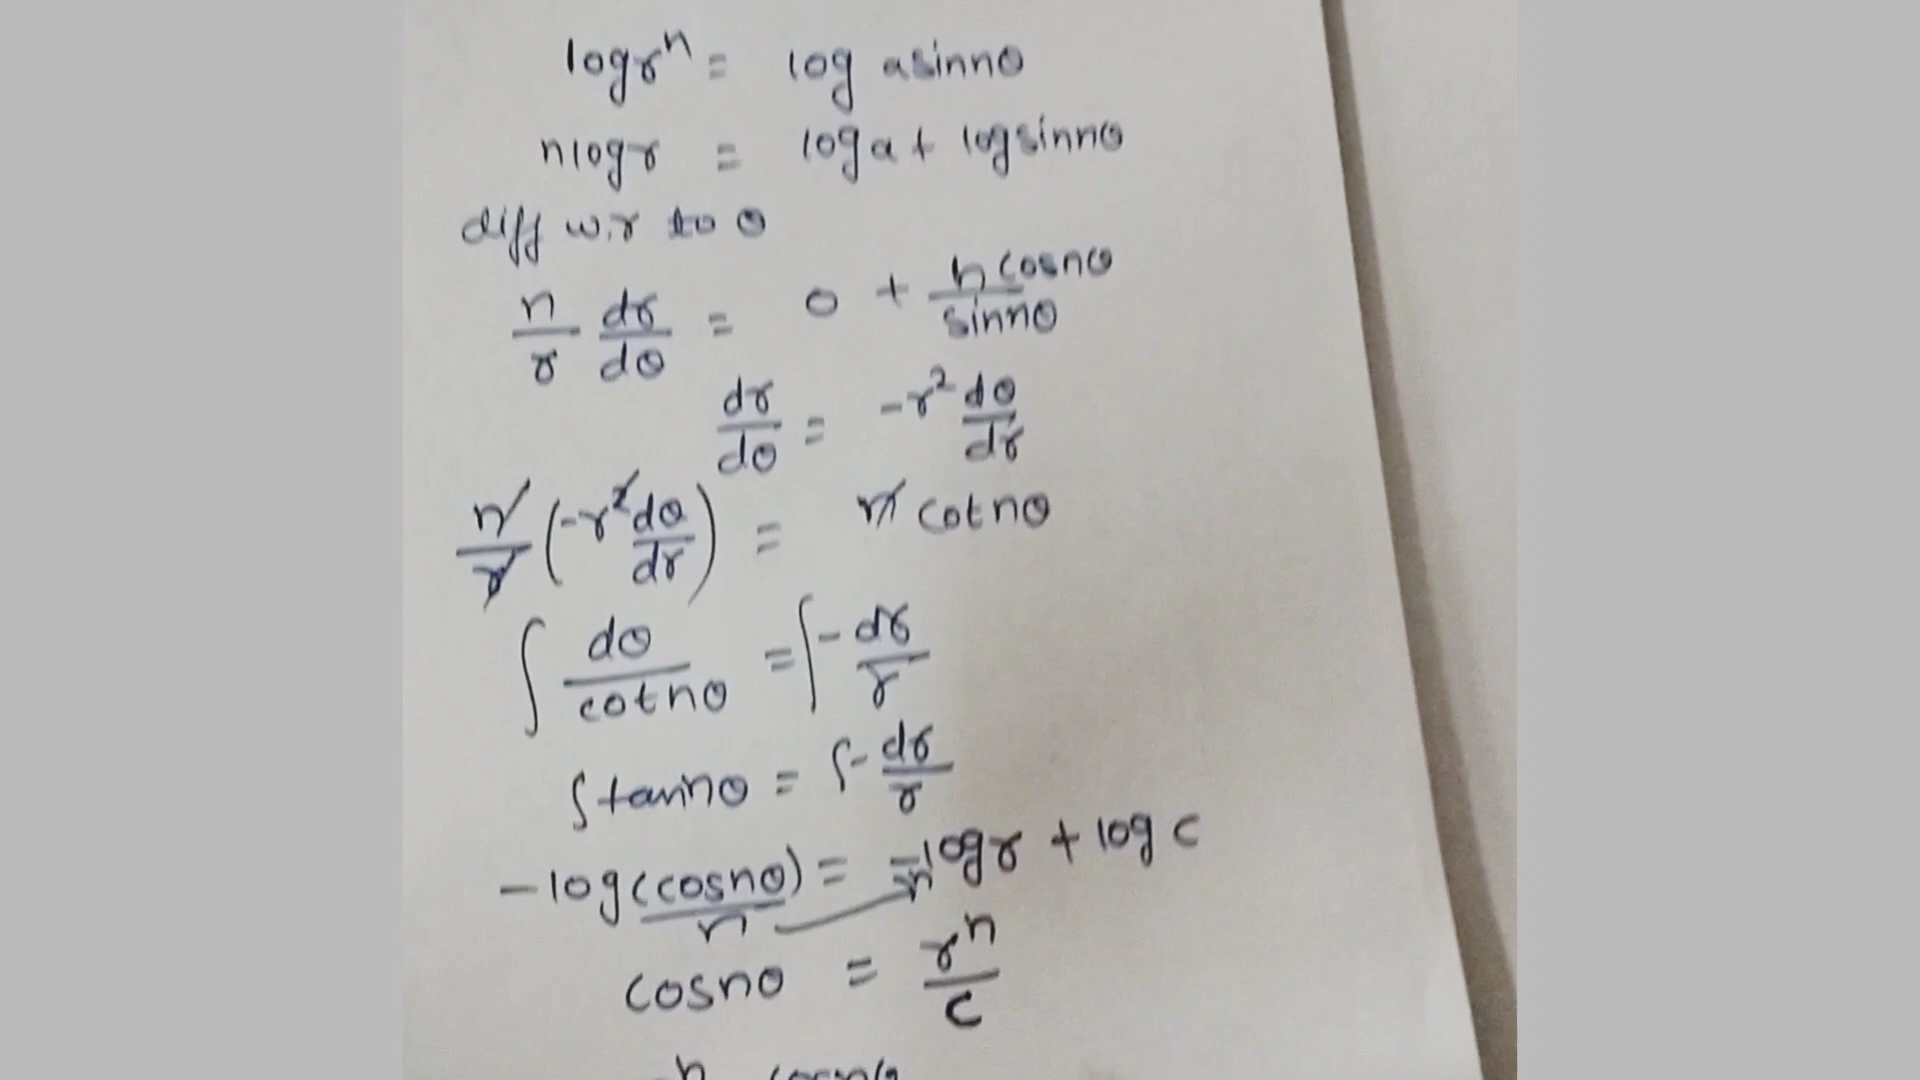 log r^n = log a sin nθ
n log r = log a + log sin nθ
diff w.r to θ
n/r dr/dθ = 0 + n cos nθ / sin nθ
dr/dθ = -r² dθ/dr
n/r (-r² dθ/dr) = n cot nθ
∫ dθ / cot nθ = ∫ - dr/r
∫ tan nθ = ∫ - dr/r
- log (cos nθ) / n = - log r + log c
cos nθ = r^n / c